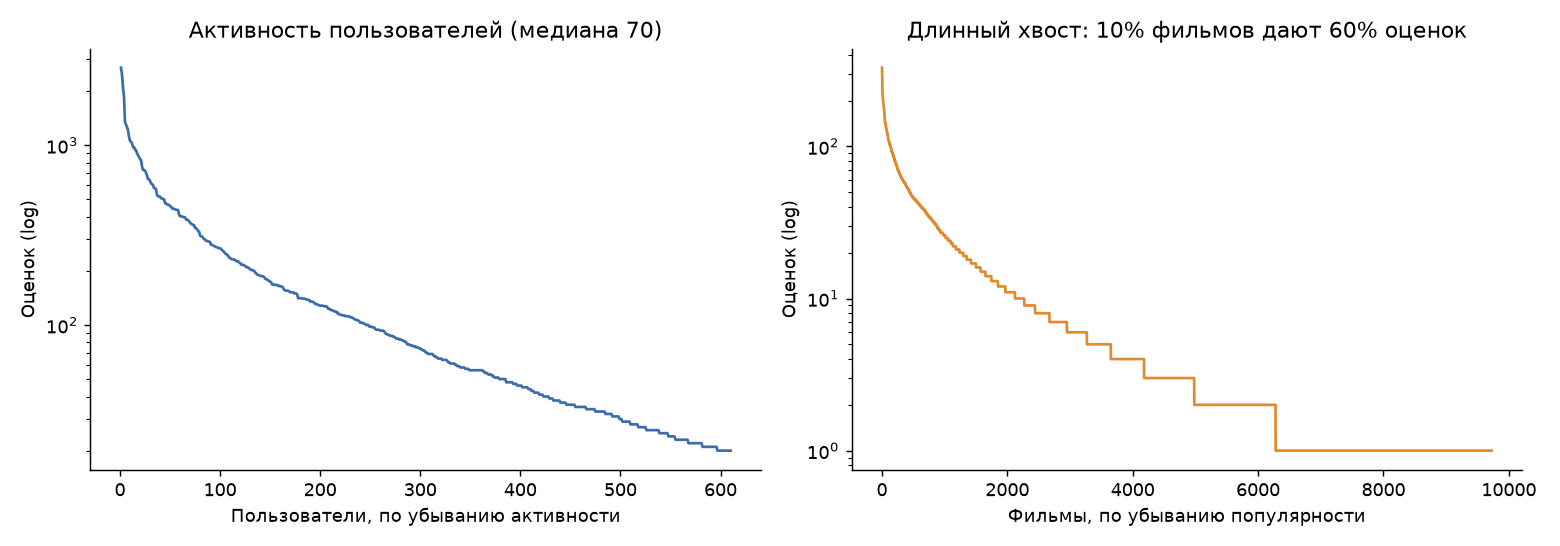 Активность пользователей (медиана 70)
Оценок (log)
10³
10²
0 100 200 300 400 500 600
Пользователи, по убыванию активности
Длинный хвост: 10% фильмов дают 60% оценок
Оценок (log)
10²
10¹
10⁰
0 2000 4000 6000 8000 10000
Фильмы, по убыванию популярности